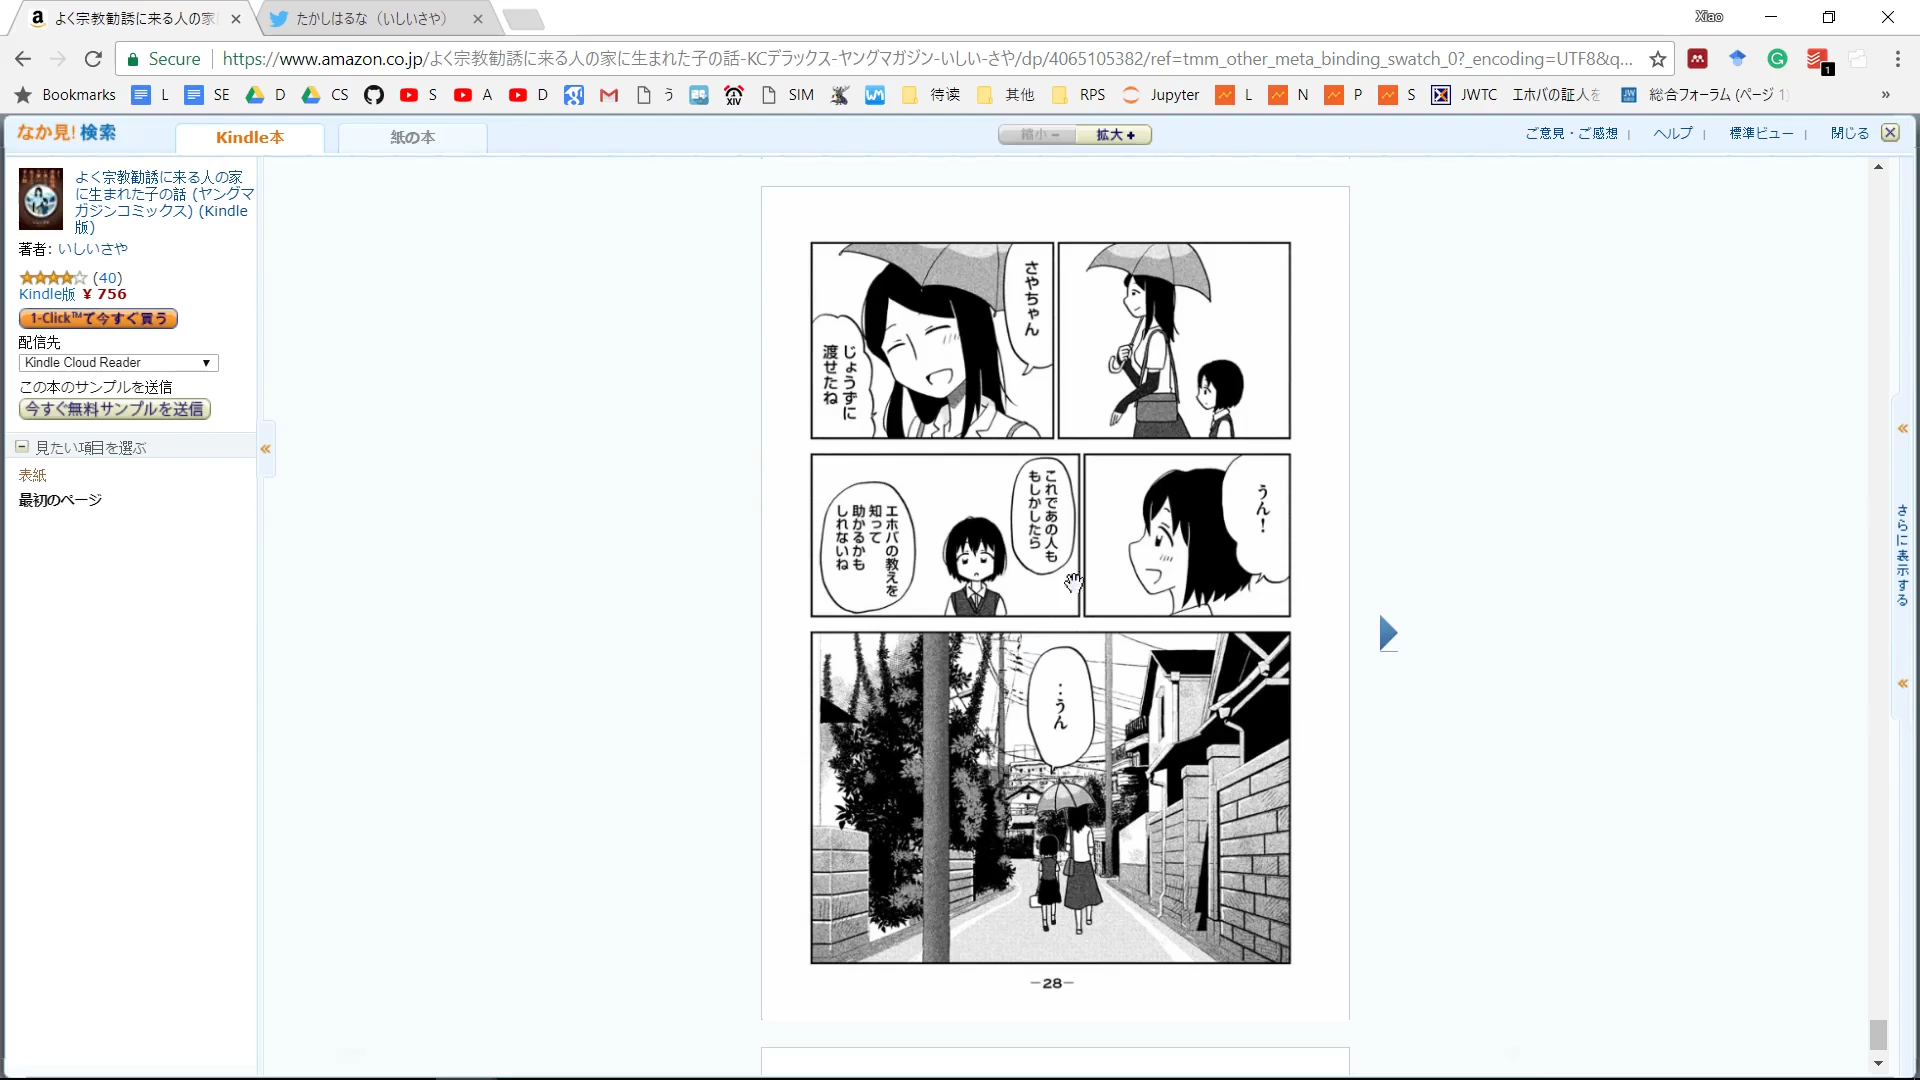 よく宗教勧誘に来る人の家
たかしはるな（いしいさや）
Xiao
Secure
https://www.amazon.co.jp/よく宗教勧誘に来る人の家に生まれた子の話-KCデラックス-ヤングマガジン-いしい-さや/dp/4065105382/ref=tmm_other_meta_binding_swatch_0?_encoding=UTF8&q...
1
Bookmarks L SE D CS S A D う XIV SIM 待读 其他 RPS Jupyter L N P S JWTC エホバの証人を 総合フォーラム (ページ 1) »
なか見!検索
Kindle本
紙の本
縮小 −
拡大 +
ご意見・ご感想 | ヘルプ | 標準ビュー | 閉じる
よく宗教勧誘に来る人の家
に生まれた子の話 (ヤングマ
ガジンコミックス) (Kindle
版)
著者: いしいさや
(40)
Kindle版 ¥ 756
1-Click™で今すぐ買う
配信先
Kindle Cloud Reader
この本のサンプルを送信
今すぐ無料サンプルを送信
見たい項目を選ぶ
表紙
最初のページ
さやちゃん
じょうずに
渡せたね
うん！
これであの人も
もしかしたら
エホバの教えを
知って
助かるかも
しれないね
‥うん
－28－
さらに表示する